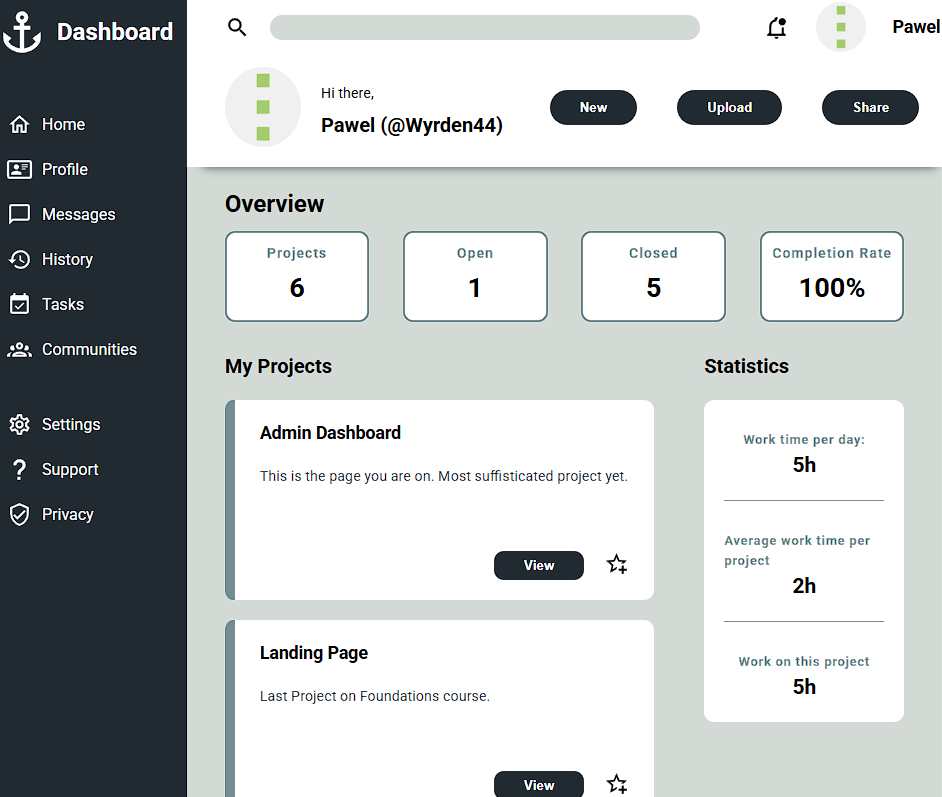 Dashboard
Home
Profile
Messages
History
Tasks
Communities
Settings
Support
Privacy
Pawel
Hi there,
Pawel (@Wyrden44)
New
Upload
Share
Overview
Projects
6
Open
1
Closed
5
Completion Rate
100%
My Projects
Admin Dashboard
This is the page you are on. Most suffisticated project yet.
View
Landing Page
Last Project on Foundations course.
View
Statistics
Work time per day:
5h
Average work time per
project
2h
Work on this project
5h